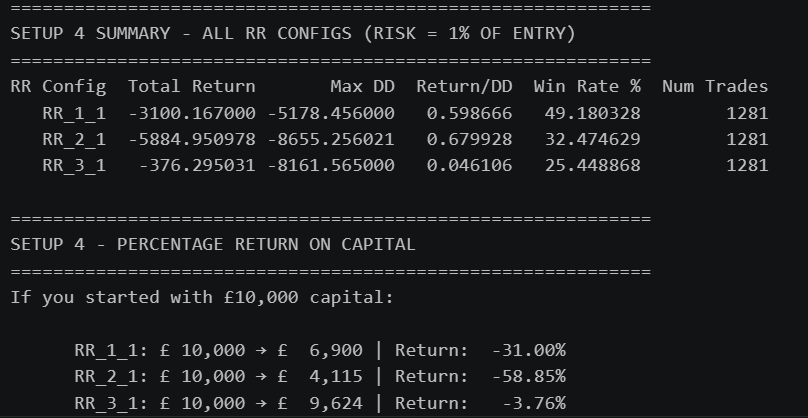 ============================================================
SETUP 4 SUMMARY - ALL RR CONFIGS (RISK = 1% OF ENTRY)
============================================================
RR Config  Total Return       Max DD  Return/DD  Win Rate %  Num Trades
   RR_1_1  -3100.167000 -5178.456000   0.598666   49.180328        1281
   RR_2_1  -5884.950978 -8655.256021   0.679928   32.474629        1281
   RR_3_1   -376.295031 -8161.565000   0.046106   25.448868        1281

============================================================
SETUP 4 - PERCENTAGE RETURN ON CAPITAL
============================================================
If you started with £10,000 capital:

      RR_1_1: £ 10,000 → £  6,900 | Return:  -31.00%
      RR_2_1: £ 10,000 → £  4,115 | Return:  -58.85%
      RR_3_1: £ 10,000 → £  9,624 | Return:   -3.76%